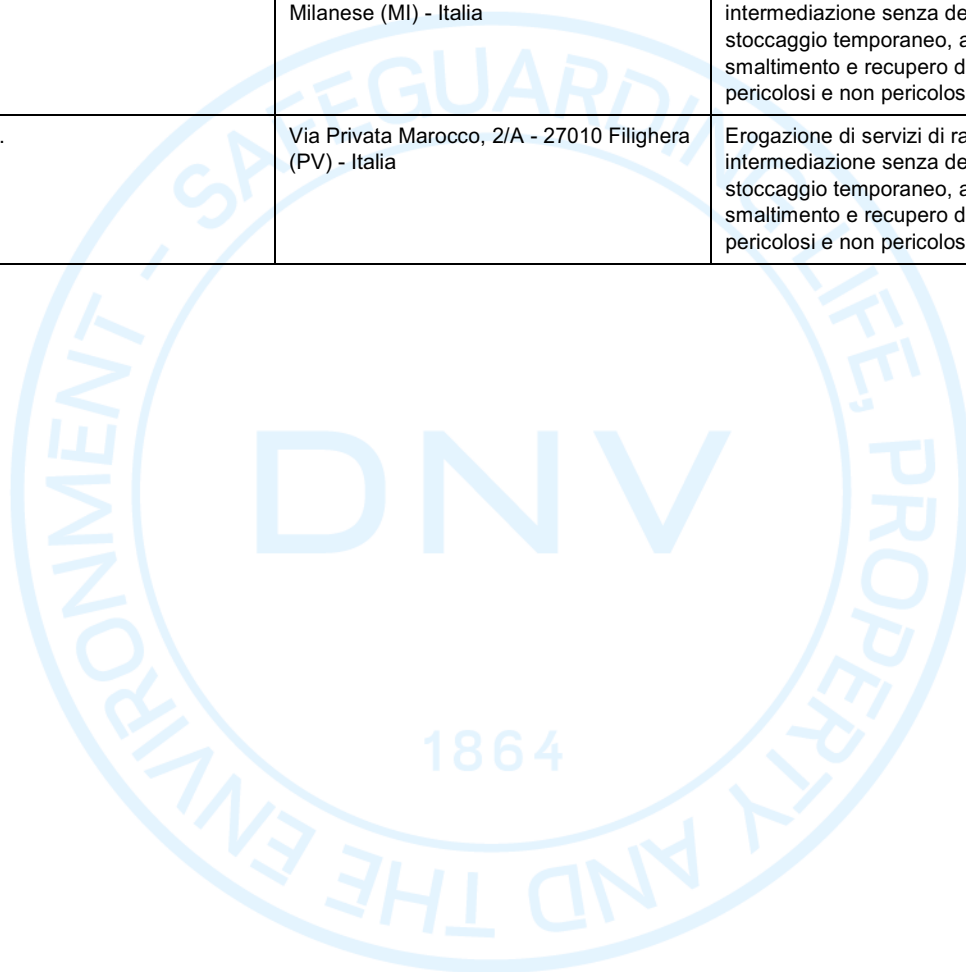 Milanese (MI) - Italia
intermediazione senza de
stoccaggio temporaneo, a
smaltimento e recupero d
pericolosi e non pericolos
.
Via Privata Marocco, 2/A - 27010 Filighera
(PV) - Italia
Erogazione di servizi di ra
intermediazione senza de
stoccaggio temporaneo, a
smaltimento e recupero d
pericolosi e non pericolos
SAFEGUARDING LIFE, PROPERTY AND THE ENVIRONMENT -
DNV
1864